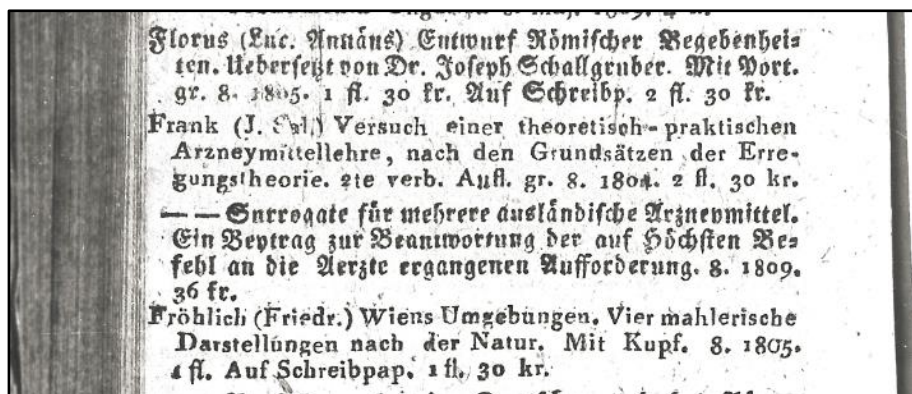 Florus (Luc. Annäus) Entwurf Römischer Begebenhei-
ten. Uebersetzt von Dr. Joseph Schallgruber. Mit Port.
gr. 8. 1805. 1 fl. 30 kr. Auf Schreibp. 2 fl. 30 kr.
Frank (J. Sal.) Versuch einer theoretisch-praktischen
Arzneymittellehre, nach den Grundsätzen der Erre-
gungstheorie. 2te verb. Aufl. gr. 8. 1804. 2 fl. 30 kr.
— — Surrogate für mehrere ausländische Arzneymittel.
Ein Beytrag zur Beantwortung der auf Höchsten Be-
fehl an die Aerzte ergangenen Aufforderung. 8. 1809.
36 kr.
Fröhlich (Friedr.) Wiens Umgebungen. Vier mahlerische
Darstellungen nach der Natur. Mit Kupf. 8. 1805.
1 fl. Auf Schreibpap. 1 fl. 30 kr.